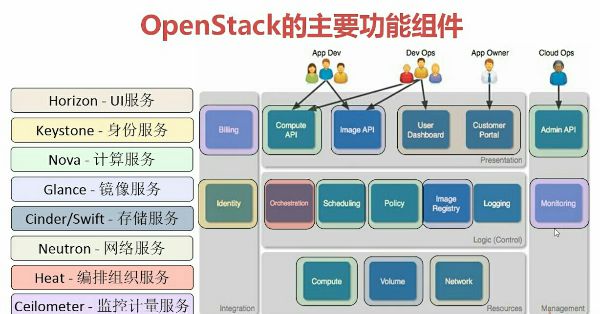 OpenStack的主要功能组件
App Dev
Dev Ops
App Owner
Cloud Ops
Horizon - UI服务
Keystone - 身份服务
Nova - 计算服务
Glance - 镜像服务
Cinder/Swift - 存储服务
Neutron - 网络服务
Heat - 编排组织服务
Ceilometer - 监控计量服务
Billing
Compute
API
Image API
User
Dashboard
Customer
Portal
Admin API
Presentation
Identity
Orchestration
Scheduling
Policy
Image
Registry
Logging
Monitoring
Logic (Control)
Compute
Volume
Network
Integration
Resources
Management